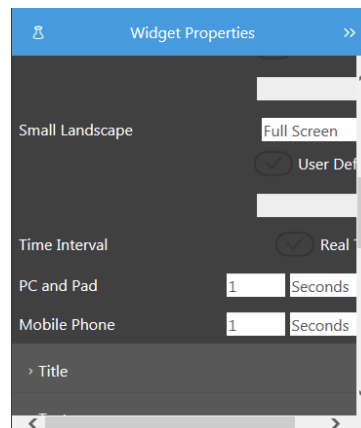 Widget Properties
Small Landscape
Full Screen
User Def
Time Interval
Real
PC and Pad
1
Seconds
Mobile Phone
1
Seconds
Title